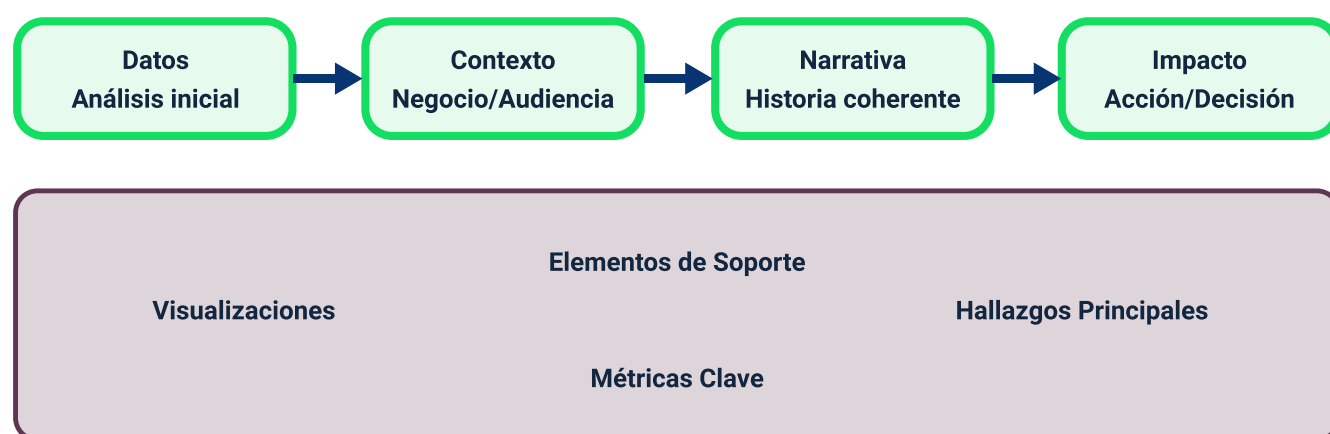 Datos
Análisis inicial
Contexto
Negocio/Audiencia
Narrativa
Historia coherente
Impacto
Acción/Decisión
Elementos de Soporte
Visualizaciones
Hallazgos Principales
Métricas Clave